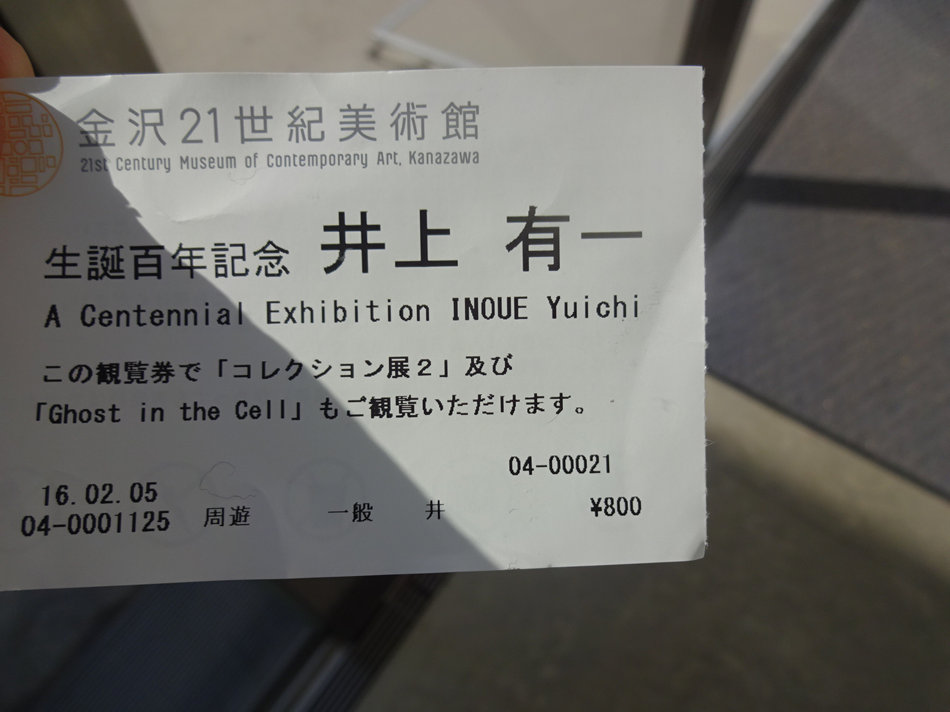 金沢21世紀美術館
21st Century Museum of Contemporary Art, Kanazawa
生誕百年記念 井上 有一
A Centennial Exhibition INOUE Yuichi
この観覧券で「コレクション展２」及び
「Ghost in the Cell」もご観覧いただけます。
04-00021
16.02.05
04-0001125 周遊 一般 井 ¥800